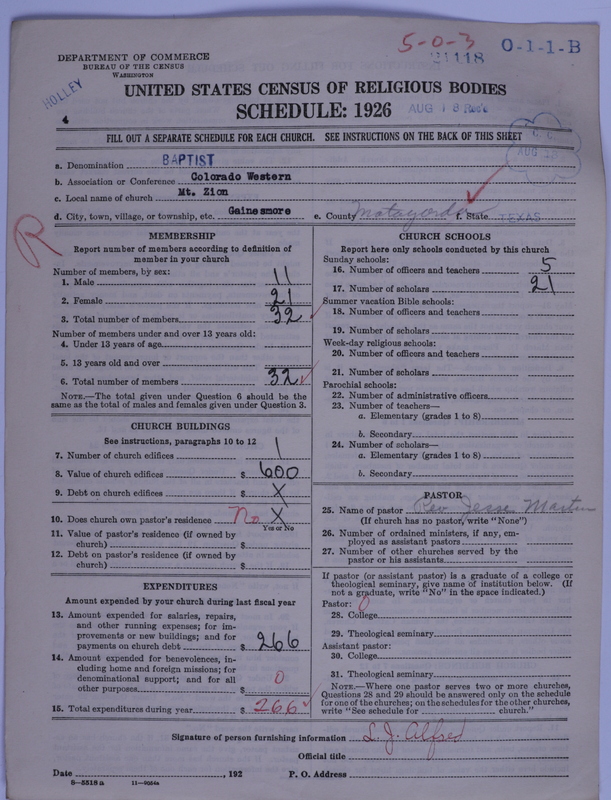 5-0-3
31118
0-1-1-B
DEPARTMENT OF COMMERCE
BUREAU OF THE CENSUS
WASHINGTON
HOLLEY
UNITED STATES CENSUS OF RELIGIOUS BODIES
SCHEDULE: 1926
AUG 18 Rec'd
4
FILL OUT A SEPARATE SCHEDULE FOR EACH CHURCH. SEE INSTRUCTIONS ON THE BACK OF THIS SHEET
AUG
a. Denomination BAPTIST
b. Association or Conference Colorado Western
c. Local name of church Mt. Zion
d. City, town, village, or township, etc. Gainesmore e. County Matagorda f. State TEXAS
R
MEMBERSHIP
Report number of members according to definition of
member in your church
Number of members, by sex:
1. Male 11
2. Female 21
3. Total number of members. 32
Number of members under and over 13 years old:
4. Under 13 years of age
5. 13 years old and over
6. Total number of members 32
NOTE.—The total given under Question 6 should be the
same as the total of males and females given under Question 3.
CHURCH BUILDINGS
See instructions, paragraphs 10 to 12
7. Number of church edifices 1
8. Value of church edifices $ 600
9. Debt on church edifices $ X
10. Does church own pastor's residence No X
Yes or No
11. Value of pastor's residence (if owned by
church) $
12. Debt on pastor's residence (if owned by
church) $
EXPENDITURES
Amount expended by your church during last fiscal year
13. Amount expended for salaries, repairs,
and other running expenses; for im-
provements or new buildings; and for
payments on church debt $ 266
14. Amount expended for benevolences, in-
cluding home and foreign missions; for
denominational support; and for all
other purposes. $ 0
15. Total expenditures during year. $ 266
CHURCH SCHOOLS
Report here only schools conducted by this church
Sunday schools:
16. Number of officers and teachers 5
17. Number of scholars 21
Summer vacation Bible schools:
18. Number of officers and teachers
19. Number of scholars
Week-day religious schools:
20. Number of officers and teachers
21. Number of scholars
Parochial schools:
22. Number of administrative officers
23. Number of teachers—
a. Elementary (grades 1 to 8)
b. Secondary
24. Number of scholars—
a. Elementary (grades 1 to 8)
b. Secondary
PASTOR
25. Name of pastor Rev Jesse Martin
(If church has no pastor, write "None")
26. Number of ordained ministers, if any, em-
ployed as assistant pastors
27. Number of other churches served by the
pastor or his assistants
If pastor (or assistant pastor) is a graduate of a college or
theological seminary, give name of institution below. (If
not a graduate, write "No" in the space indicated.)
Pastor: 0
28. College
29. Theological seminary
Assistant pastor:
30. College
31. Theological seminary
NOTE.—Where one pastor serves two or more churches,
Questions 28 and 29 should be answered only on the schedule
for one of the churches; on the schedules for the other churches,
write "See schedule for church."
Signature of person furnishing information L. J. Alfred
Official title
Date , 192 P. O. Address
8-5518 a 11-9054a